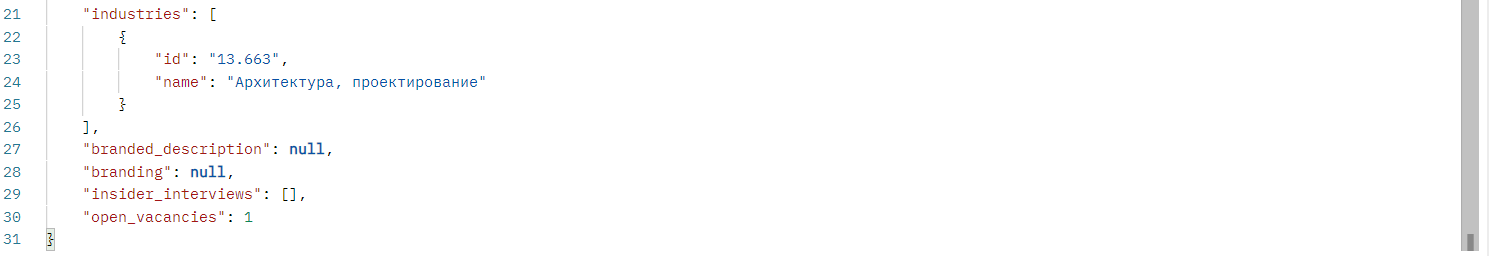 21 "industries": [
22 {
23 "id": "13.663",
24 "name": "Архитектура, проектирование"
25 }
26 ],
27 "branded_description": null,
28 "branding": null,
29 "insider_interviews": [],
30 "open_vacancies": 1
31 }